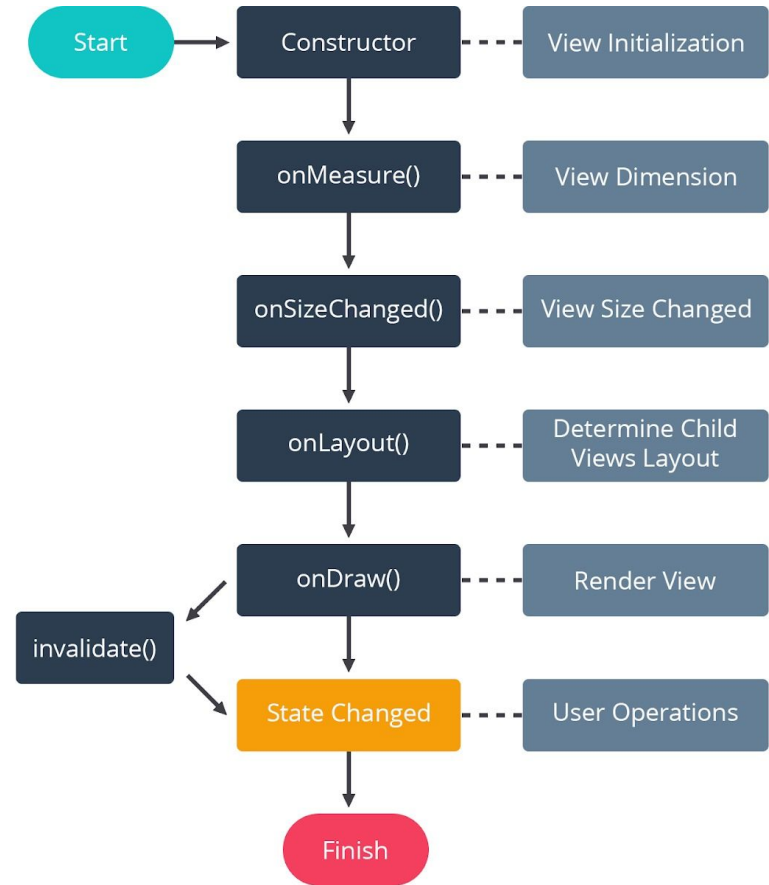 Start
Constructor
View Initialization
onMeasure()
View Dimension
onSizeChanged()
View Size Changed
onLayout()
Determine Child
Views Layout
onDraw()
Render View
invalidate()
State Changed
User Operations
Finish